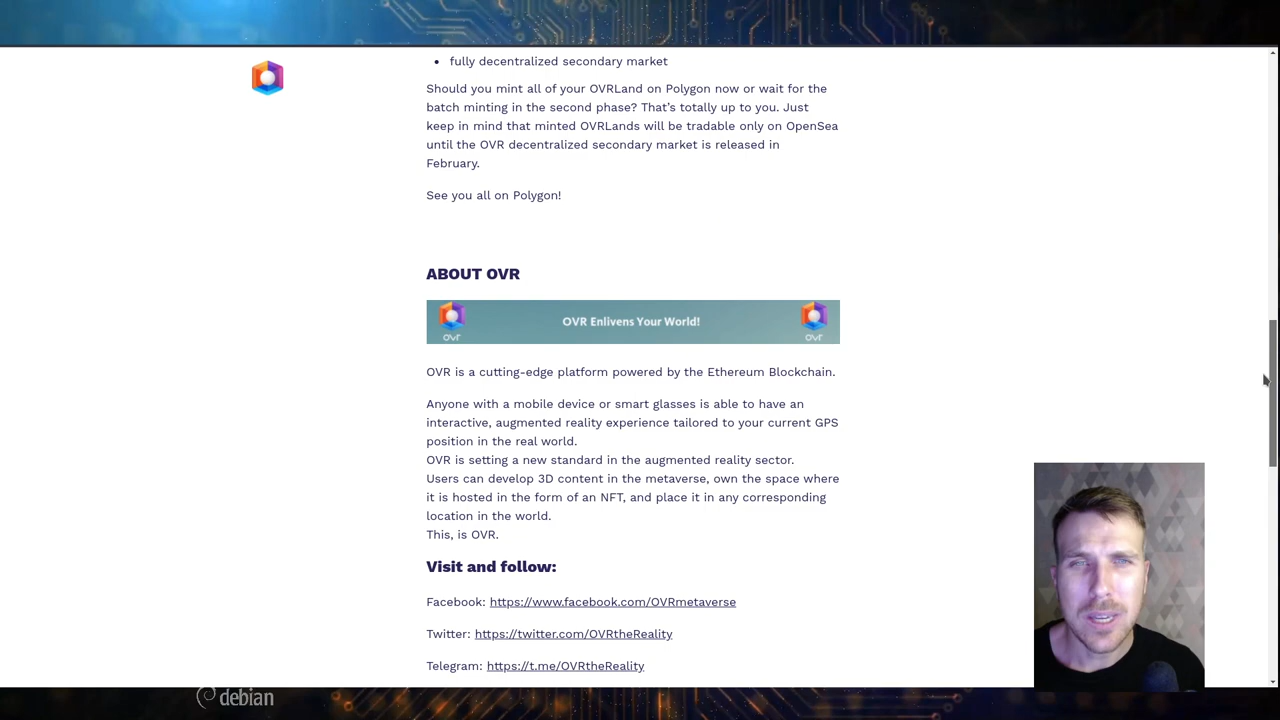 • fully decentralized secondary market
Should you mint all of your OVRLand on Polygon now or wait for the
batch minting in the second phase? That’s totally up to you. Just
keep in mind that minted OVRLands will be tradable only on OpenSea
until the OVR decentralized secondary market is released in
February.
See you all on Polygon!
ABOUT OVR
ovr OVR Enlivens Your World! ovr
OVR is a cutting-edge platform powered by the Ethereum Blockchain.
Anyone with a mobile device or smart glasses is able to have an
interactive, augmented reality experience tailored to your current GPS
position in the real world.
OVR is setting a new standard in the augmented reality sector.
Users can develop 3D content in the metaverse, own the space where
it is hosted in the form of an NFT, and place it in any corresponding
location in the world.
This, is OVR.
Visit and follow:
Facebook: https://www.facebook.com/OVRmetaverse
Twitter: https://twitter.com/OVRtheReality
Telegram: https://t.me/OVRtheReality
debian